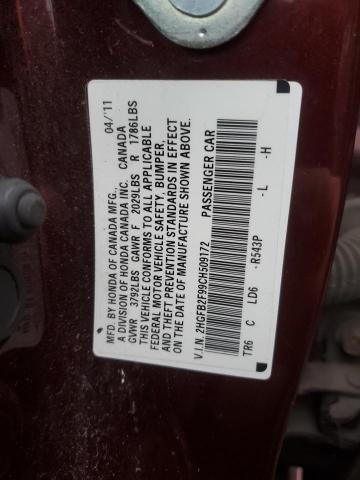 MFD. BY HONDA OF CANADA MFG., 04/'11
A DIVISION OF HONDA CANADA INC. CANADA
GVWR 3792LBS GAWR F 2029LBS R 1786LBS
THIS VEHICLE CONFORMS TO ALL APPLICABLE
FEDERAL MOTOR VEHICLE SAFETY, BUMPER,
AND THEFT PREVENTION STANDARDS IN EFFECT
ON THE DATE OF MANUFACTURE SHOWN ABOVE.
V.I.N. 2HGFB2F99CH509172 PASSENGER CAR
TR6 C LD6 -R543P -L -H